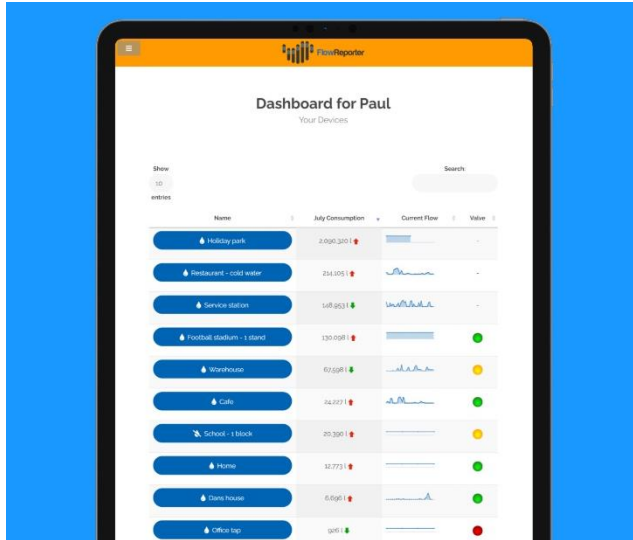 FlowReporter
Dashboard for Paul
Your Devices
Show
10
entries
Search:
Name July Consumption Current Flow Valve
Holiday park 2,090,320 l -
Restaurant - cold water 214,105 l -
Service station 148,953 l -
Football stadium - 1 stand 130,098 l
Warehouse 67,598 l
Cafe 24,227 l
School - 1 block 20,390 l
Home 12,773 l
Dans house 6,696 l
Office tap 926 l